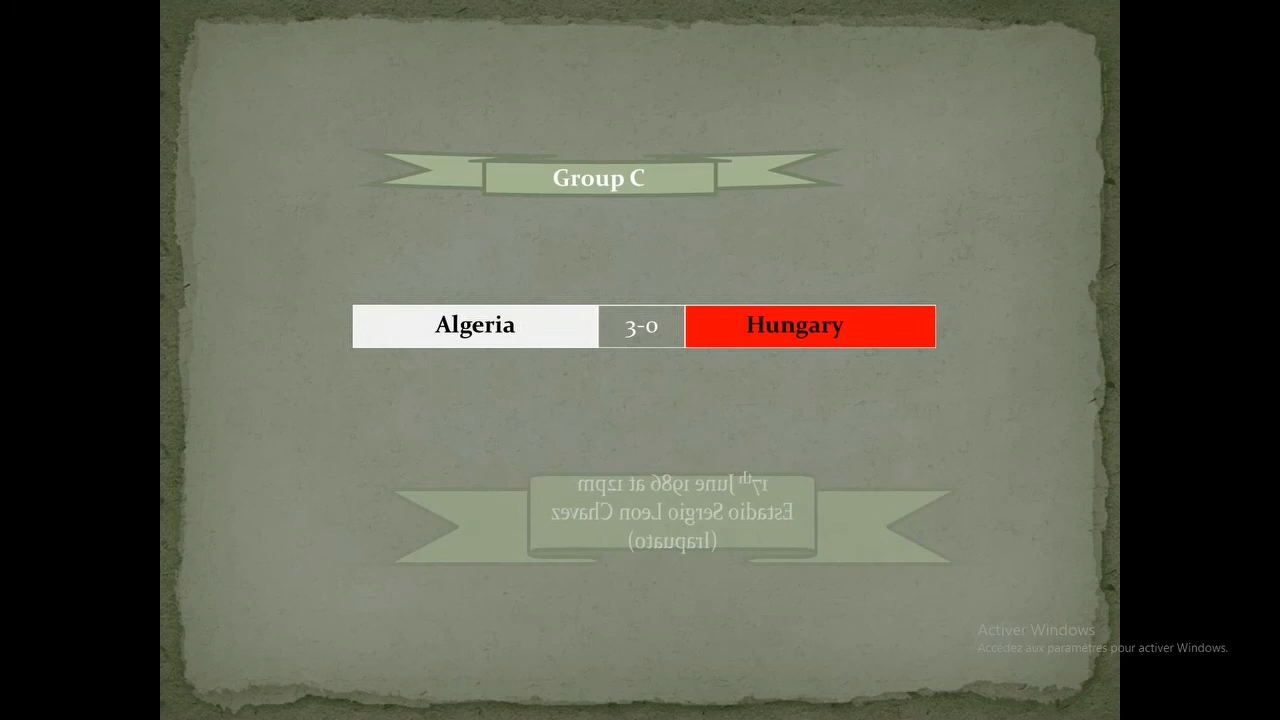 Group C
Algeria 3-0 Hungary
17th June 1986 at 12pm
Estadio Sergio Leon Chavez
(Irapuato)
Activer Windows
Accédez aux paramètres pour activer Windows.